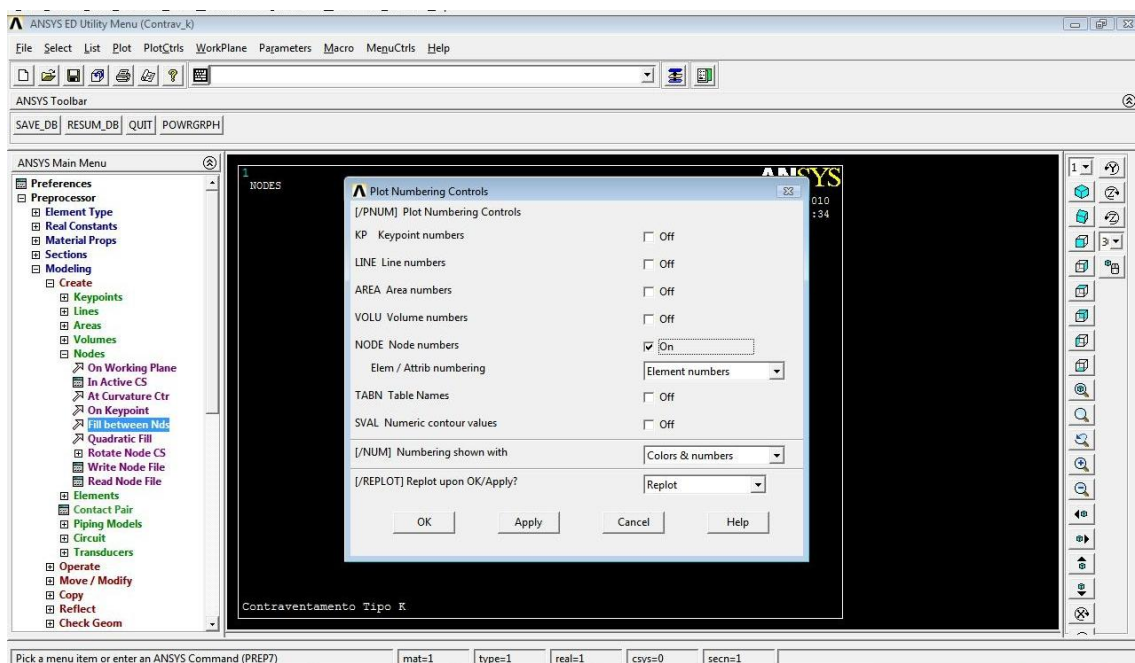 ANSYS ED Utility Menu (Contrav_k)
File Select List Plot PlotCtrls WorkPlane Parameters Macro MenuCtrls Help
ANSYS Toolbar
SAVE_DB RESUM_DB QUIT POWRGRPH
ANSYS Main Menu
Preferences
Preprocessor
Element Type
Real Constants
Material Props
Sections
Modeling
Create
Keypoints
Lines
Areas
Volumes
Nodes
On Working Plane
In Active CS
At Curvature Ctr
On Keypoint
Fill between Nds
Quadratic Fill
Rotate Node CS
Write Node File
Read Node File
Elements
Contact Pair
Piping Models
Circuit
Transducers
Operate
Move / Modify
Copy
Reflect
Check Geom
1
NODES
ANSYS
010
:34
Plot Numbering Controls
[/PNUM] Plot Numbering Controls
KP Keypoint numbers Off
LINE Line numbers Off
AREA Area numbers Off
VOLU Volume numbers Off
NODE Node numbers On
Elem / Attrib numbering Element numbers
TABN Table Names Off
SVAL Numeric contour values Off
[/NUM] Numbering shown with Colors & numbers
[/REPLOT] Replot upon OK/Apply? Replot
OK Apply Cancel Help
Contraventamento Tipo K
1
3
Pick a menu item or enter an ANSYS Command (PREP7) mat=1 type=1 real=1 csys=0 secn=1